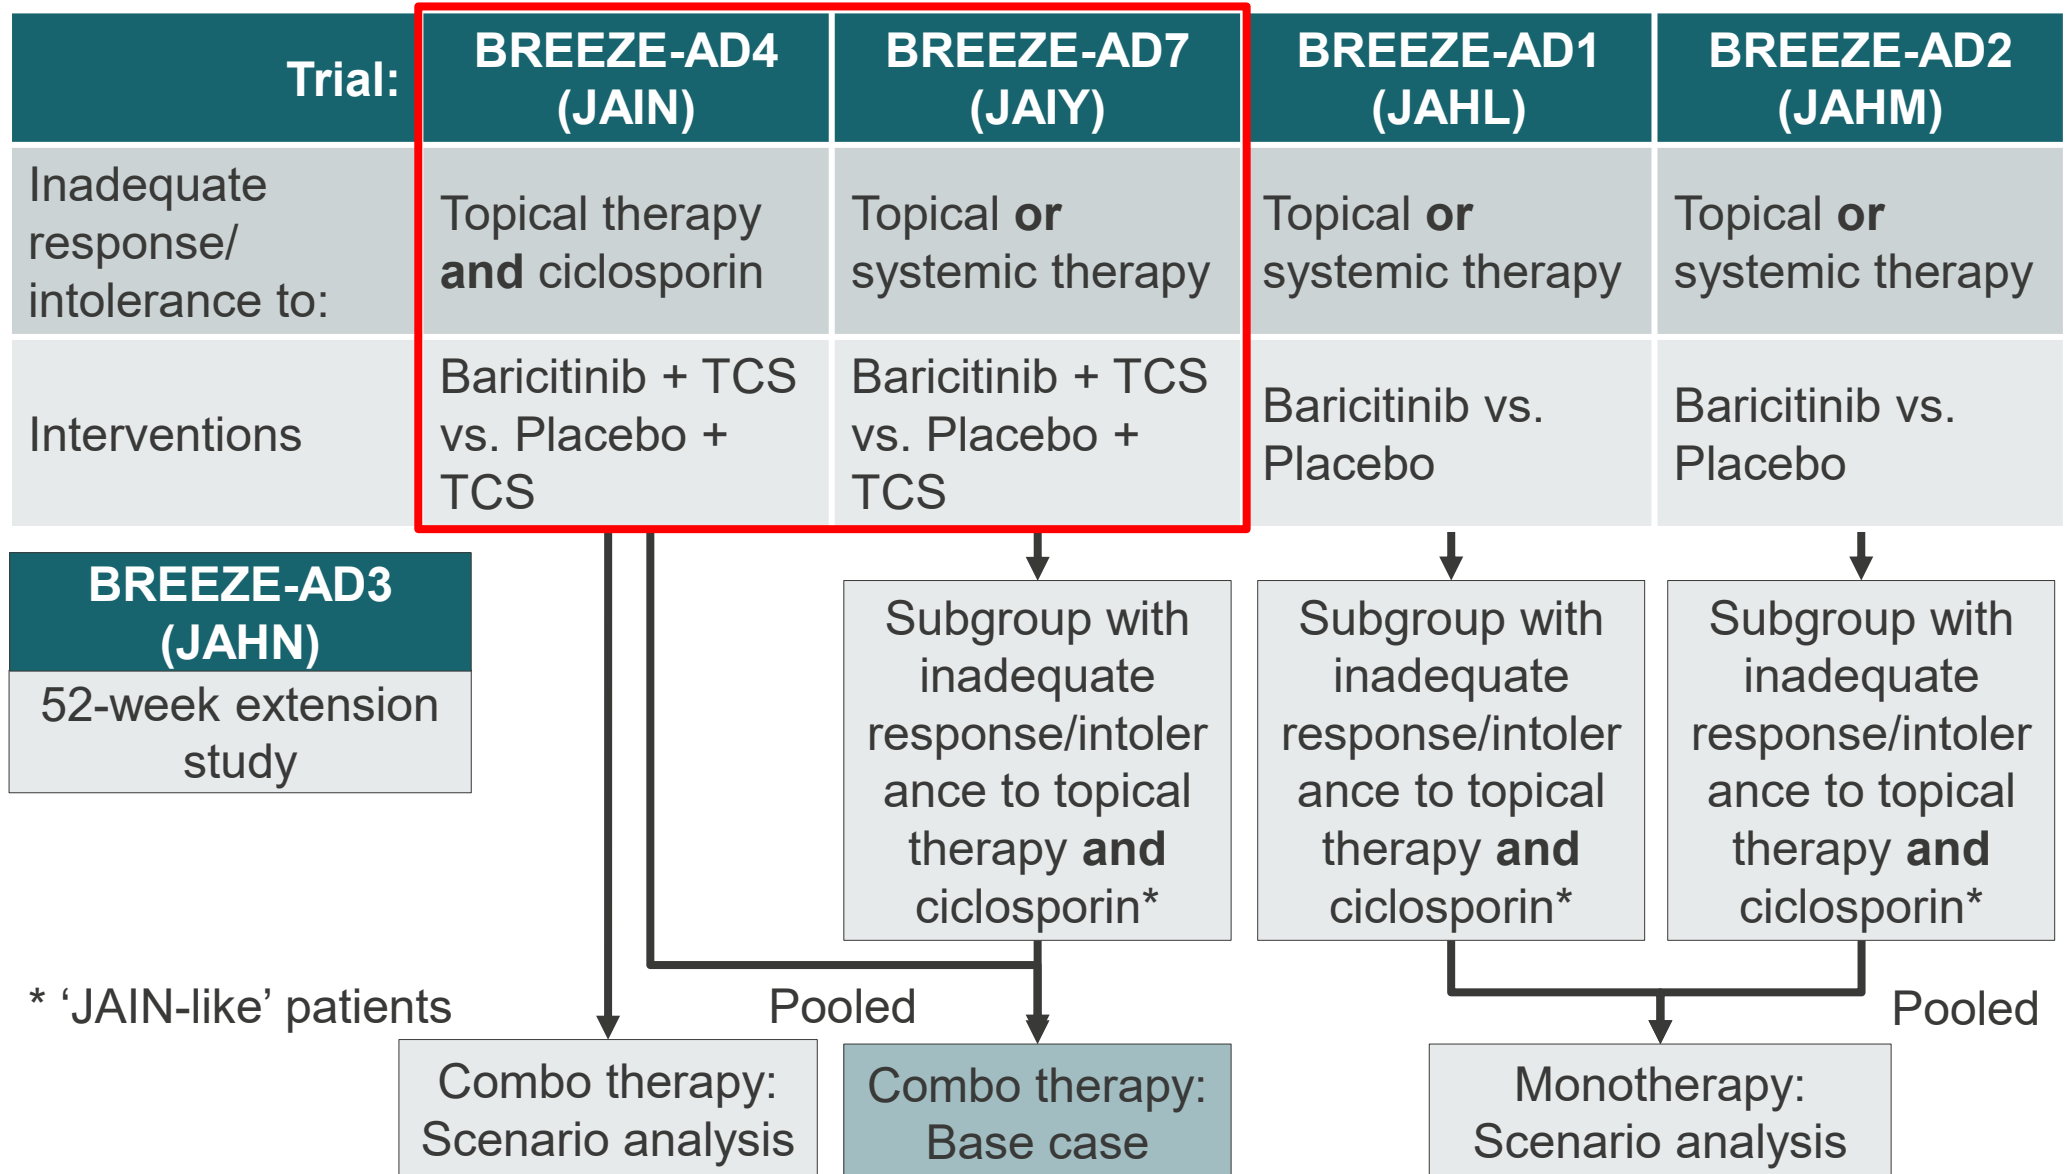 Trial:
BREEZE-AD4
(JAIN)
BREEZE-AD7
(JAIY)
BREEZE-AD1
(JAHL)
BREEZE-AD2
(JAHM)
Inadequate
response/
intolerance to:
Topical therapy
and ciclosporin
Topical or
systemic therapy
Topical or
systemic therapy
Topical or
systemic therapy
Interventions
Baricitinib + TCS
vs. Placebo +
TCS
Baricitinib + TCS
vs. Placebo +
TCS
Baricitinib vs.
Placebo
Baricitinib vs.
Placebo
BREEZE-AD3
(JAHN)
52-week extension
study
Subgroup with
inadequate
response/intoler
ance to topical
therapy and
ciclosporin*
Subgroup with
inadequate
response/intoler
ance to topical
therapy and
ciclosporin*
Subgroup with
inadequate
response/intoler
ance to topical
therapy and
ciclosporin*
* ‘JAIN-like’ patients
Pooled
Pooled
Combo therapy:
Scenario analysis
Combo therapy:
Base case
Monotherapy:
Scenario analysis